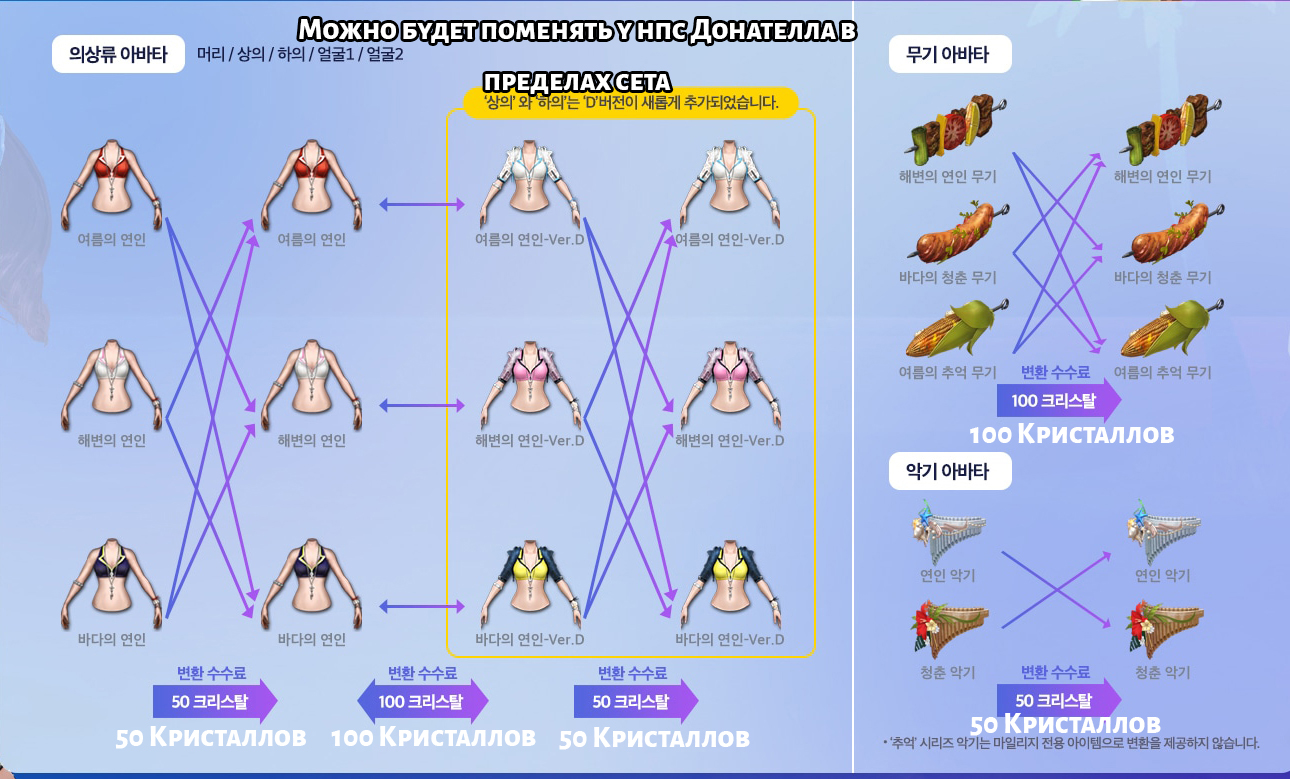 Можно будет поменять у нпс Донателла в
пределах сета
의상류 아바타
머리 / 상의 / 하의 / 얼굴1 / 얼굴2
‘상의’ 와 ‘하의’는 ‘D’버전이 새롭게 추가되었습니다.
여름의 연인
여름의 연인
여름의 연인-Ver.D
여름의 연인-Ver.D
해변의 연인
해변의 연인
해변의 연인-Ver.D
해변의 연인-Ver.D
바다의 연인
바다의 연인
바다의 연인-Ver.D
바다의 연인-Ver.D
변환 수수료
변환 수수료
변환 수수료
50 크리스탈
100 크리스탈
50 크리스탈
50 Кристаллов
100 Кристаллов
50 Кристаллов
무기 아바타
해변의 연인 무기
해변의 연인 무기
바다의 청춘 무기
바다의 청춘 무기
여름의 추억 무기
여름의 추억 무기
변환 수수료
100 크리스탈
100 Кристаллов
악기 아바타
연인 악기
연인 악기
청춘 악기
청춘 악기
변환 수수료
50 크리스탈
50 Кристаллов
• ‘추억’ 시리즈 악기는 마일리지 전용 아이템으로 변환을 제공하지 않습니다.